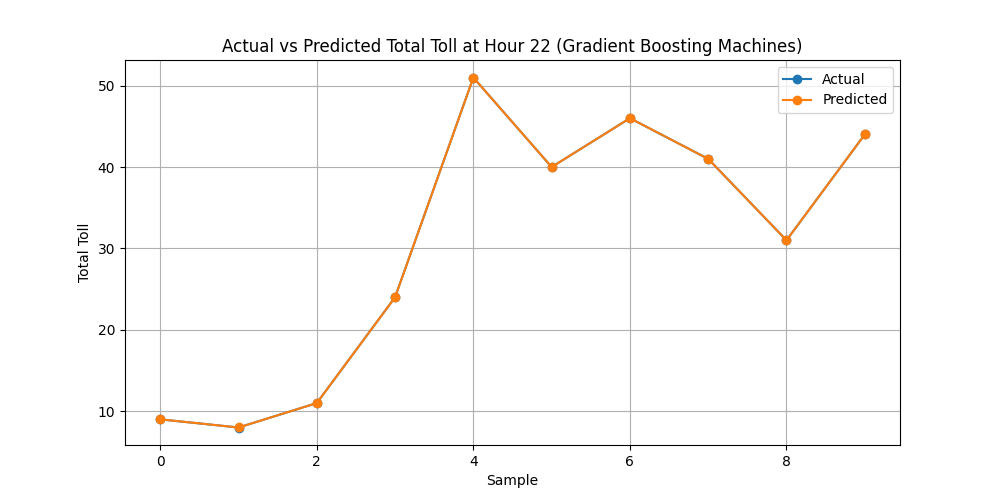 Actual vs Predicted Total Toll at Hour 22 (Gradient Boosting Machines)
Actual
Predicted
50
40
30
20
10
Total Toll
0 2 4 6 8
Sample